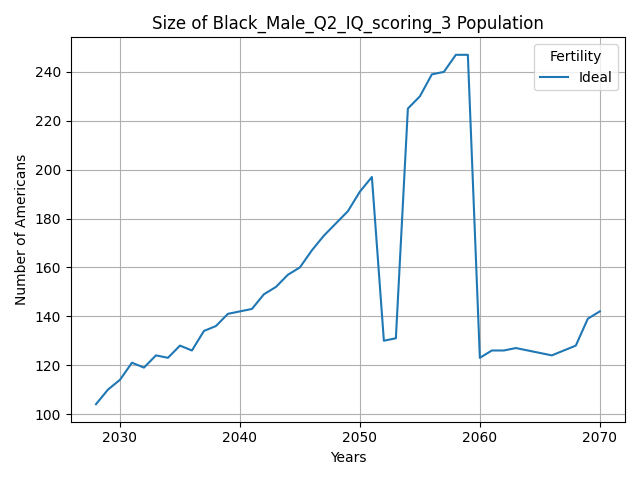 Size of Black_Male_Q2_IQ_scoring_3 Population
Fertility
Ideal
Number of Americans
240
220
200
180
160
140
120
100
2030 2040 2050 2060 2070
Years